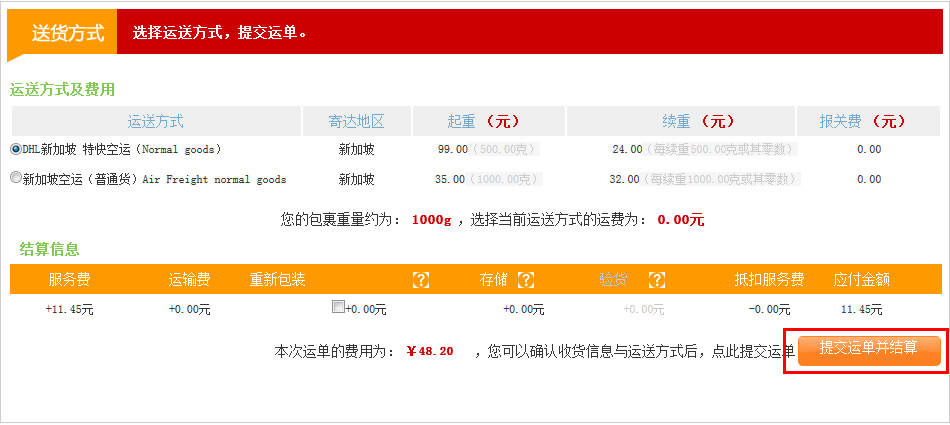 送货方式 选择运送方式，提交运单。
运送方式及费用
运送方式 寄达地区 起重（元） 续重（元） 报关费（元）
DHL新加坡 特快空运（Normal goods） 新加坡 99.00（500.00克） 24.00（每续重500.00克或其零数） 0.00
新加坡空运（普通货）Air Freight normal goods 新加坡 35.00（1000.00克） 32.00（每续重1000.00克或其零数） 0.00
您的包裹重量约为： 1000g ，选择当前运送方式的运费为： 0.00元
结算信息
服务费 运输费 重新包装 [?] 存储 [?] 验货 [?] 抵扣服务费 应付金额
+11.45元 +0.00元 +0.00元 +0.00元 +0.00元 -0.00元 11.45元
本次运单的费用为： ￥48.20 ，您可以确认收货信息与运送方式后，点此提交运单 提交运单并结算